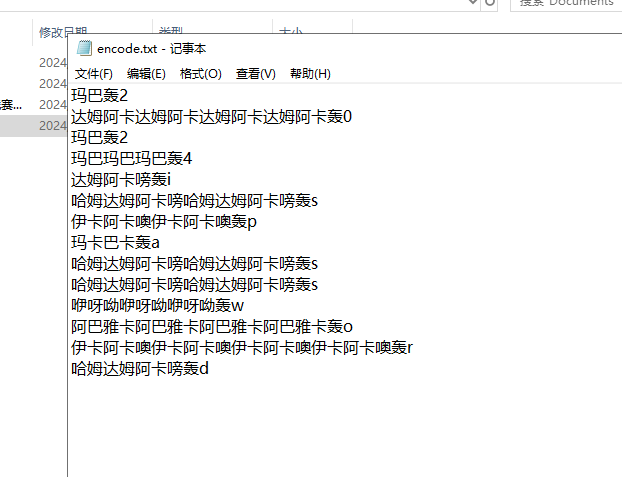 搜索 Documents
修改日期 类型 大小
encode.txt - 记事本
文件(F) 编辑(E) 格式(O) 查看(V) 帮助(H)
2024
2024
赛... 2024
2024
玛巴轰2
达姆阿卡达姆阿卡达姆阿卡达姆阿卡轰0
玛巴轰2
玛巴玛巴玛巴轰4
达姆阿卡嗙轰i
哈姆达姆阿卡嗙哈姆达姆阿卡嗙轰s
伊卡阿卡噢伊卡阿卡噢轰p
玛卡巴卡轰a
哈姆达姆阿卡嗙哈姆达姆阿卡嗙轰s
哈姆达姆阿卡嗙哈姆达姆阿卡嗙轰s
咿呀呦咿呀呦咿呀呦轰w
阿巴雅卡阿巴雅卡阿巴雅卡阿巴雅卡轰o
伊卡阿卡噢伊卡阿卡噢伊卡阿卡噢伊卡阿卡噢轰r
哈姆达姆阿卡嗙轰d